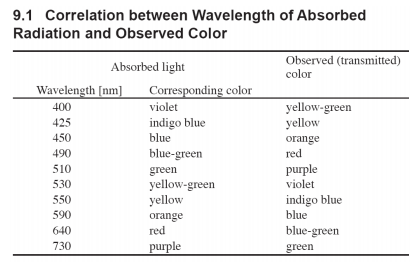 9.1 Correlation between Wavelength of Absorbed
Radiation and Observed Color
Absorbed light Observed (transmitted)
color
Wavelength [nm] Corresponding color
400 violet yellow-green
425 indigo blue yellow
450 blue orange
490 blue-green red
510 green purple
530 yellow-green violet
550 yellow indigo blue
590 orange blue
640 red blue-green
730 purple green